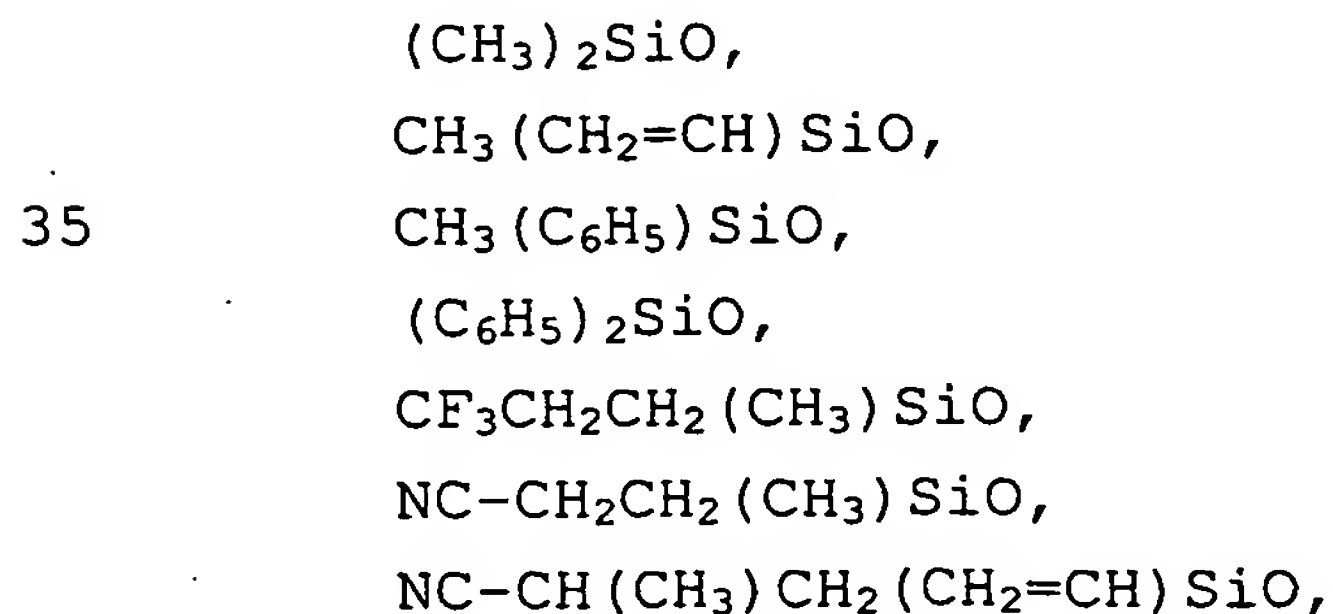 (CH₃)₂SiO,
CH₃(CH₂=CH)SiO,
35 CH₃(C₆H₅)SiO,
(C₆H₅)₂SiO,
CF₃CH₂CH₂(CH₃)SiO,
NC-CH₂CH₂(CH₃)SiO,
NC-CH(CH₃)CH₂(CH₂=CH)SiO,